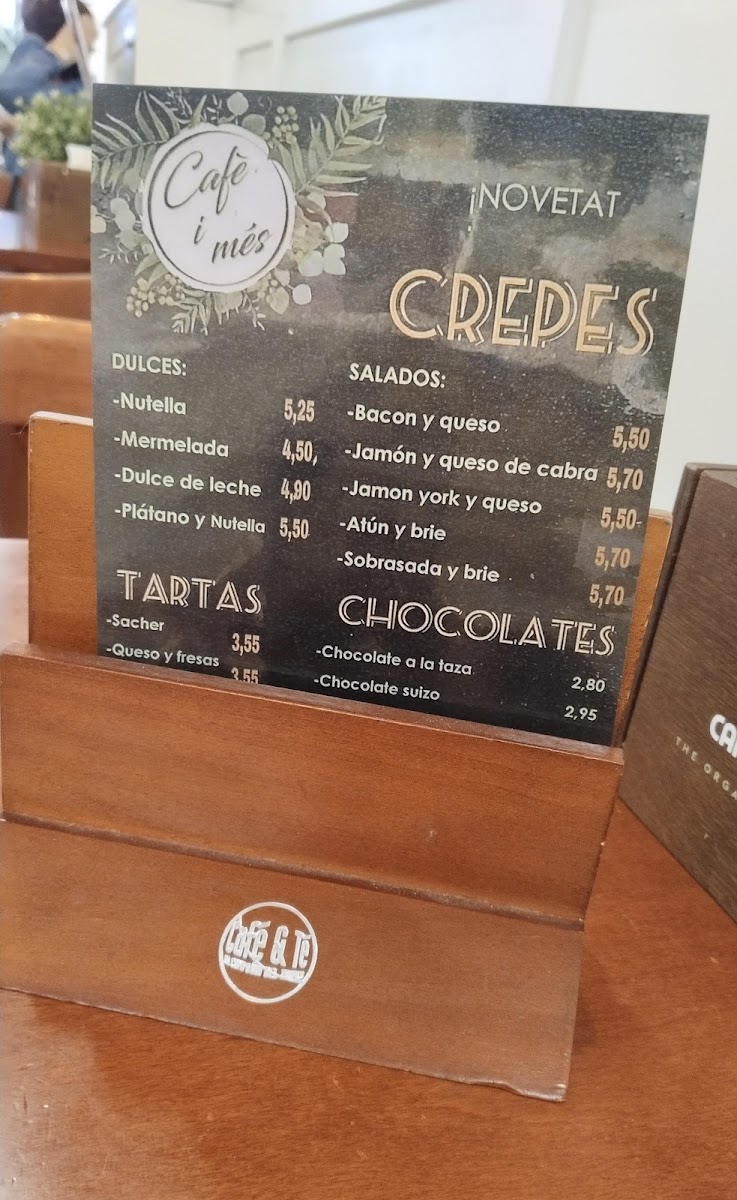 Cafè
i
més
¡NOVETAT
CREPES
DULCES:
-Nutella 5,25
-Mermelada 4,50,
-Dulce de leche 4,90
-Plátano y Nutella 5,50
SALADOS:
-Bacon y queso 5,50
-Jamón y queso de cabra 5,70
-Jamon york y queso 5,50-
-Atún y brie 5,70
-Sobrasada y brie 5,70
TARTAS
-Sacher 3,55
-Queso y fresas 3,55
CHOCOLATES
-Chocolate a la taza 2,80
-Chocolate suizo 2,95
Café & Té
THE